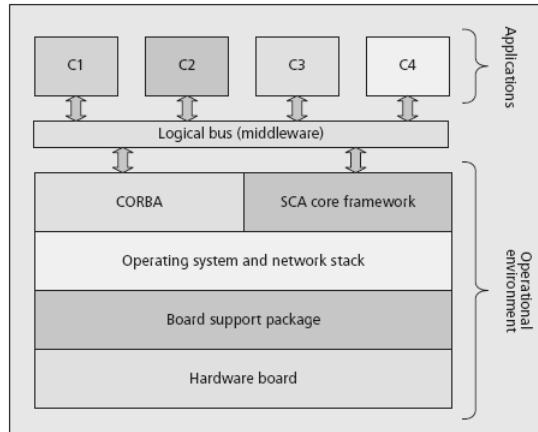 C1
C2
C3
C4
Applications
Logical bus (middleware)
CORBA
SCA core framework
Operating system and network stack
Board support package
Hardware board
Operational
environment